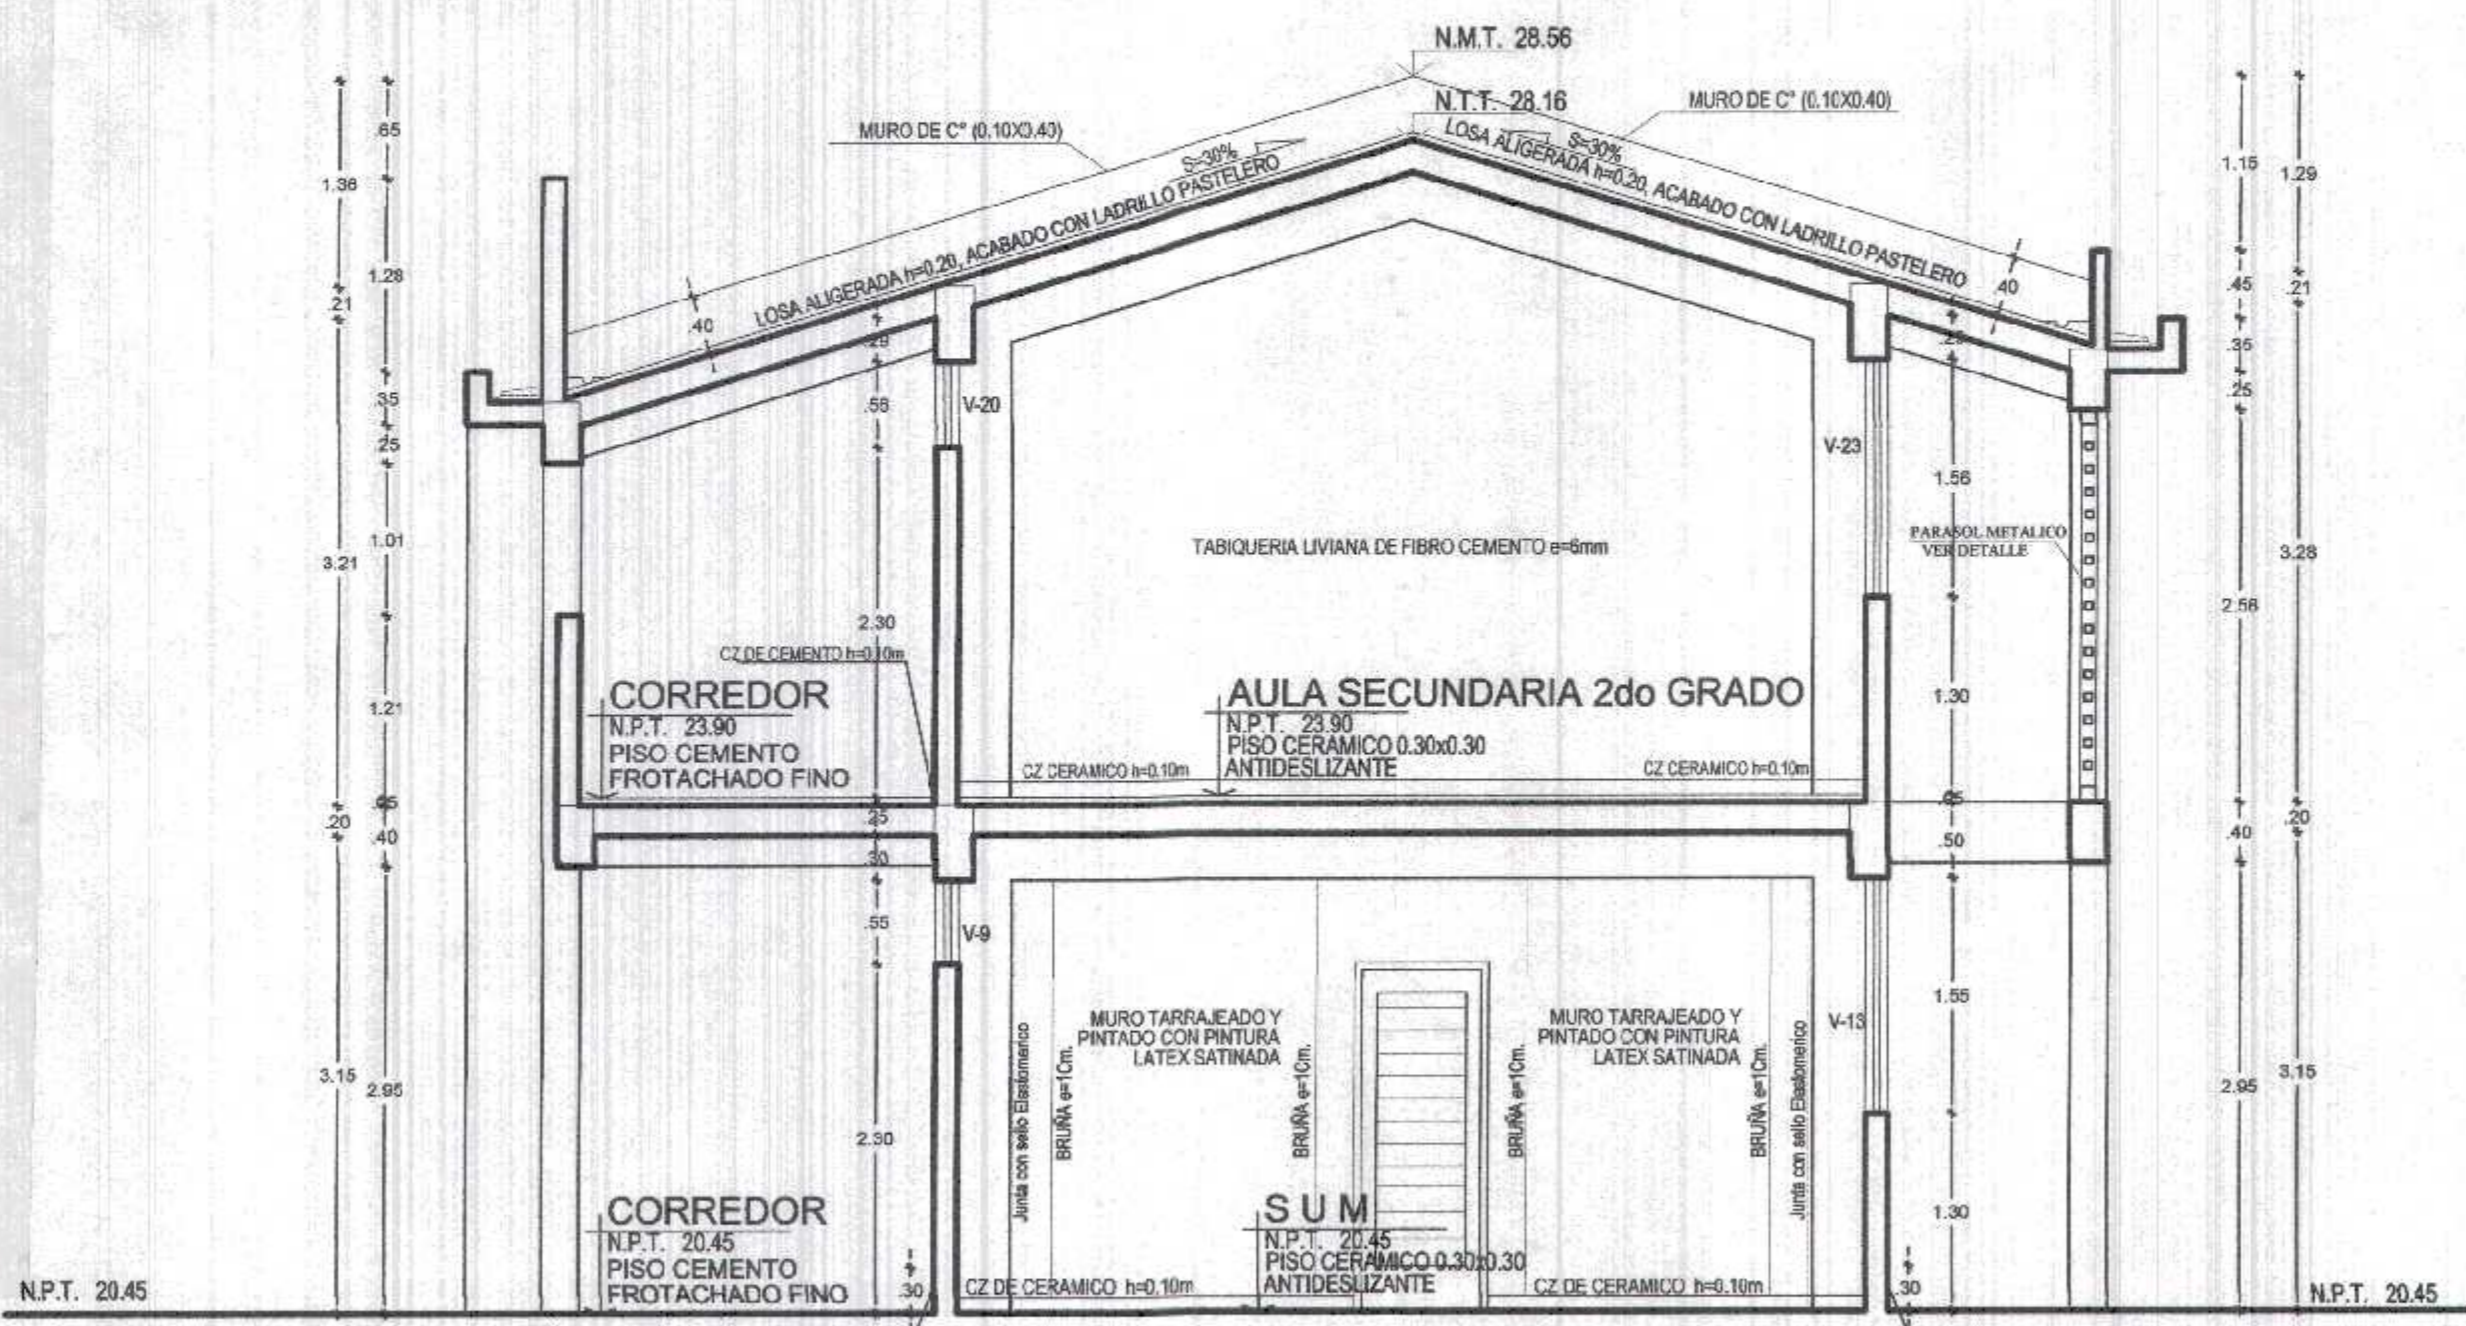 N.M.T. 28.56
N.T.T. 28.16
MURO DE C° (0.10X0.40)
MURO DE C° (0.10X0.40)
S=30%
S=30%
LOSA ALIGERADA h=0.20, ACABADO CON LADRILLO PASTELERO
LOSA ALIGERADA h=0.20, ACABADO CON LADRILLO PASTELERO
.40
.40
1.36
.21
3.21
.20
3.15
.65
1.28
.35
.25
1.01
1.21
.05
.40
2.95
.29
.56
2.30
.25
.30
.55
2.30
.30
V-20
V-23
TABIQUERIA LIVIANA DE FIBRO CEMENTO e=6mm
PARASOL METALICO
VER DETALLE
CZ DE CEMENTO h=0.10m
CORREDOR
N.P.T. 23.90
PISO CEMENTO
FROTACHADO FINO
AULA SECUNDARIA 2do GRADO
N.P.T. 23.90
PISO CERAMICO 0.30x0.30
ANTIDESLIZANTE
CZ CERAMICO h=0.10m
CZ CERAMICO h=0.10m
1.56
1.30
.05
.50
1.55
1.30
.30
1.15
.45
.35
.25
2.56
.40
2.95
1.29
.21
3.28
.20
3.15
V-9
V-13
MURO TARRAJEADO Y
PINTADO CON PINTURA
LATEX SATINADA
MURO TARRAJEADO Y
PINTADO CON PINTURA
LATEX SATINADA
Junta con sello Elastomerico
BRUÑA e=1Cm.
BRUÑA e=1Cm.
BRUÑA e=1Cm.
BRUÑA e=1Cm.
Junta con sello Elastomerico
CORREDOR
N.P.T. 20.45
PISO CEMENTO
FROTACHADO FINO
S U M
N.P.T. 20.45
PISO CERAMICO 0.30x0.30
ANTIDESLIZANTE
CZ DE CERAMICO h=0.10m
CZ DE CERAMICO h=0.10m
N.P.T. 20.45
N.P.T. 20.45